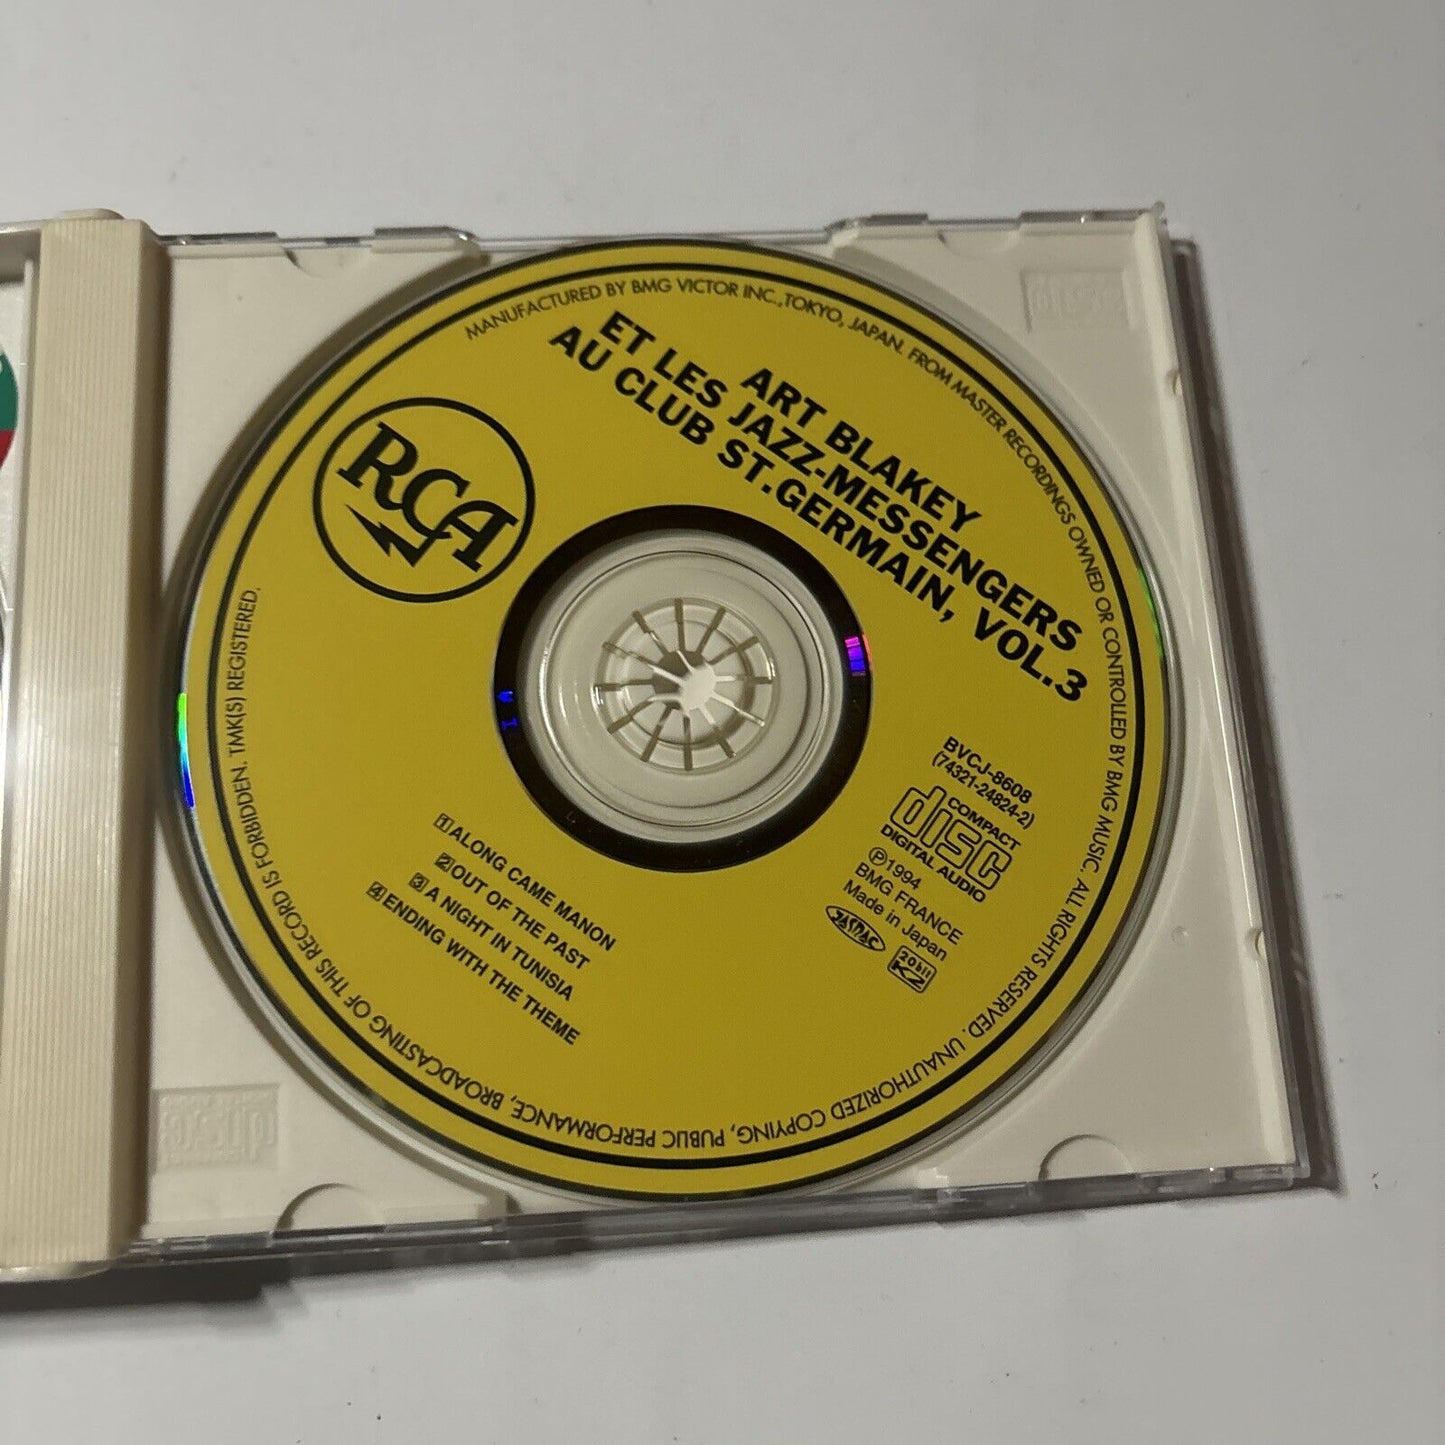 MANUFACTURED BY BMG VICTOR INC.,TOKYO, JAPAN. FROM MASTER RECORDINGS OWNED OR CONTROLLED BY BMG MUSIC. ALL RIGHTS RESERVED. UNAUTHORIZED COPYING, PUBLIC PERFORMANCE, BROADCASTING OF THIS RECORD IS FORBIDDEN. TMK(S) REGISTERED.
ART BLAKEY
ET LES JAZZ-MESSENGERS
AU CLUB ST.GERMAIN, VOL.3
RCA
BVCJ-8608
(74321-24824-2)
COMPACT
disc
DIGITAL AUDIO
℗1994
BMG FRANCE
Made in Japan
JASRAC
20bit
K2
1 ALONG CAME MANON
2 OUT OF THE PAST
3 A NIGHT IN TUNISIA
4 ENDING WITH THE THEME